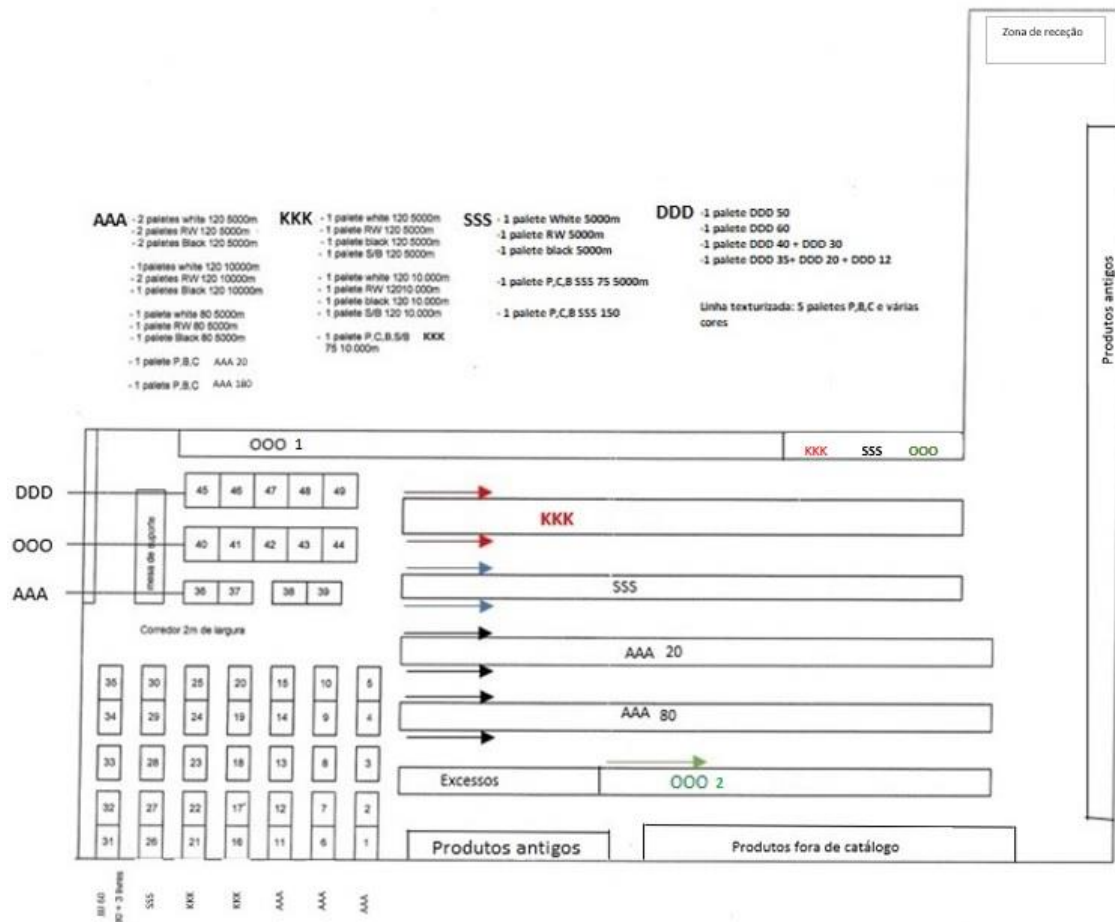 Zona de receção
Produtos antigos
AAA
- 2 paletes white 120 5000m
- 2 paletes RW 120 5000m
- 2 paletes Black 120 5000m
- 1paletes white 120 10000m
- 2 paletes RW 120 10000m
- 1 paletes Black 120 10000m
- 1 palete white 80 5000m
- 1 palete RW 80 5000m
- 1 palete Black 80 5000m
- 1 palete P,B,C AAA 20
- 1 palete P,B,C AAA 180
KKK
- 1 palete white 120 5000m
- 1 palete RW 120 5000m
- 1 palete black 120 5000m
- 1 palete S/B 120 5000m
- 1 palete white 120 10.000m
- 1 palete RW 12010.000m
- 1 palete black 120 10.000m
- 1 palete S/B 120 10.000m
- 1 palete P,C,B,S/B KKK
75 10.000m
SSS
- 1 palete White 5000m
-1 palete RW 5000m
-1 palete black 5000m
-1 palete P,C,B SSS 75 5000m
- 1 palete P,C,B SSS 150
DDD
-1 palete DDD 50
-1 palete DDD 60
-1 palete DDD 40 + DDD 30
-1 palete DDD 35+ DDD 20 + DDD 12
Linha texturizada: 5 paletes P,B,C e várias
cores
OOO 1
KKK SSS OOO
DDD
45 46 47 48 49
KKK
mesa de suporte
OOO
40 41 42 43 44
SSS
AAA
36 37 38 39
Corredor 2m de largura
AAA 20
35 30 25 20 15 10 5
34 29 24 19 14 9 4
AAA 80
33 28 23 18 13 8 3
Excessos
OOO 2
32 27 22 17' 12 7 2
31 26 21 16 11 6 1
Produtos antigos
Produtos fora de catálogo
60
+ 3 livres
SSS
KKK
KKK
AAA
AAA
AAA